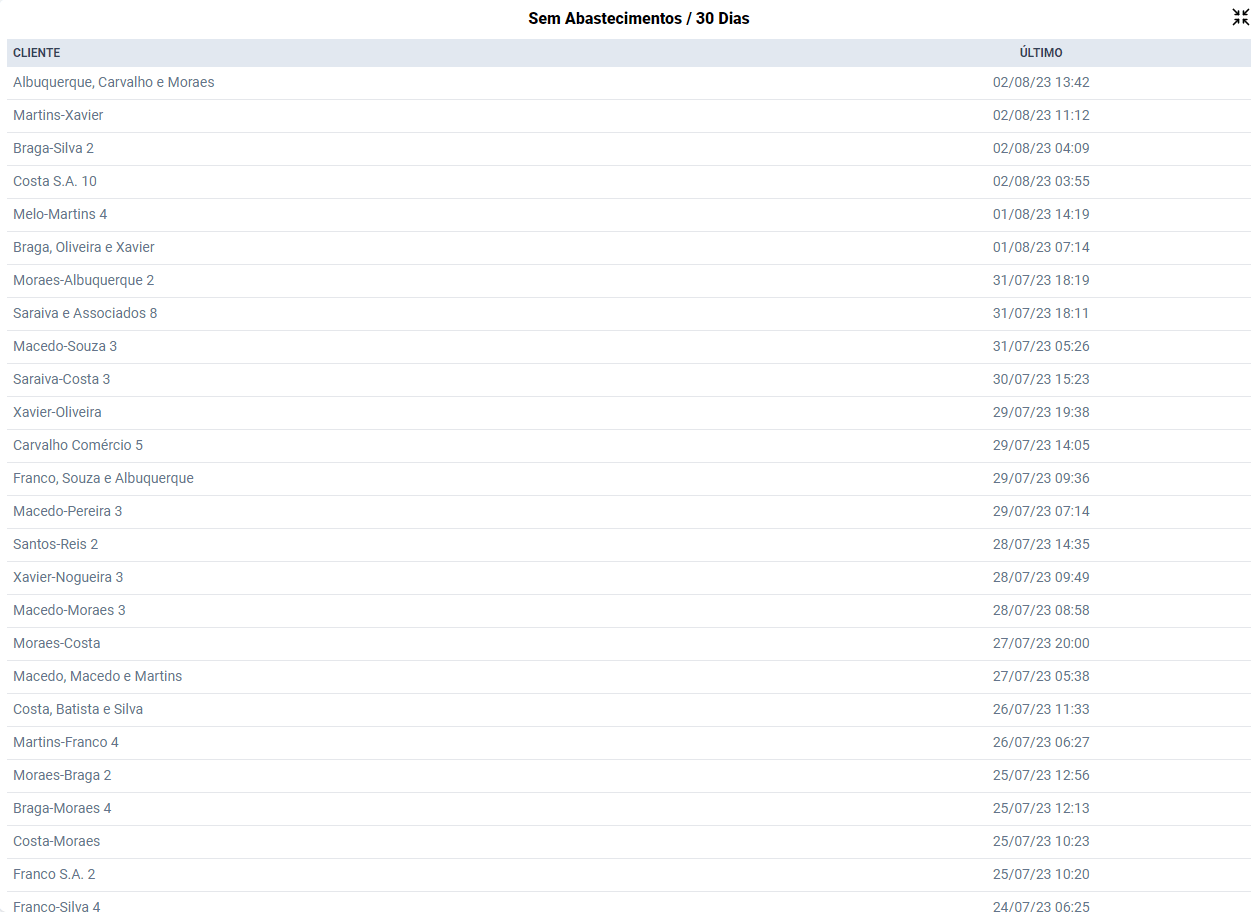 Sem Abastecimentos / 30 Dias
CLIENTE ÚLTIMO
Albuquerque, Carvalho e Moraes 02/08/23 13:42
Martins-Xavier 02/08/23 11:12
Braga-Silva 2 02/08/23 04:09
Costa S.A. 10 02/08/23 03:55
Melo-Martins 4 01/08/23 14:19
Braga, Oliveira e Xavier 01/08/23 07:14
Moraes-Albuquerque 2 31/07/23 18:19
Saraiva e Associados 8 31/07/23 18:11
Macedo-Souza 3 31/07/23 05:26
Saraiva-Costa 3 30/07/23 15:23
Xavier-Oliveira 29/07/23 19:38
Carvalho Comércio 5 29/07/23 14:05
Franco, Souza e Albuquerque 29/07/23 09:36
Macedo-Pereira 3 29/07/23 07:14
Santos-Reis 2 28/07/23 14:35
Xavier-Nogueira 3 28/07/23 09:49
Macedo-Moraes 3 28/07/23 08:58
Moraes-Costa 27/07/23 20:00
Macedo, Macedo e Martins 27/07/23 05:38
Costa, Batista e Silva 26/07/23 11:33
Martins-Franco 4 26/07/23 06:27
Moraes-Braga 2 25/07/23 12:56
Braga-Moraes 4 25/07/23 12:13
Costa-Moraes 25/07/23 10:23
Franco S.A. 2 25/07/23 10:20
Franco-Silva 4 24/07/23 06:25